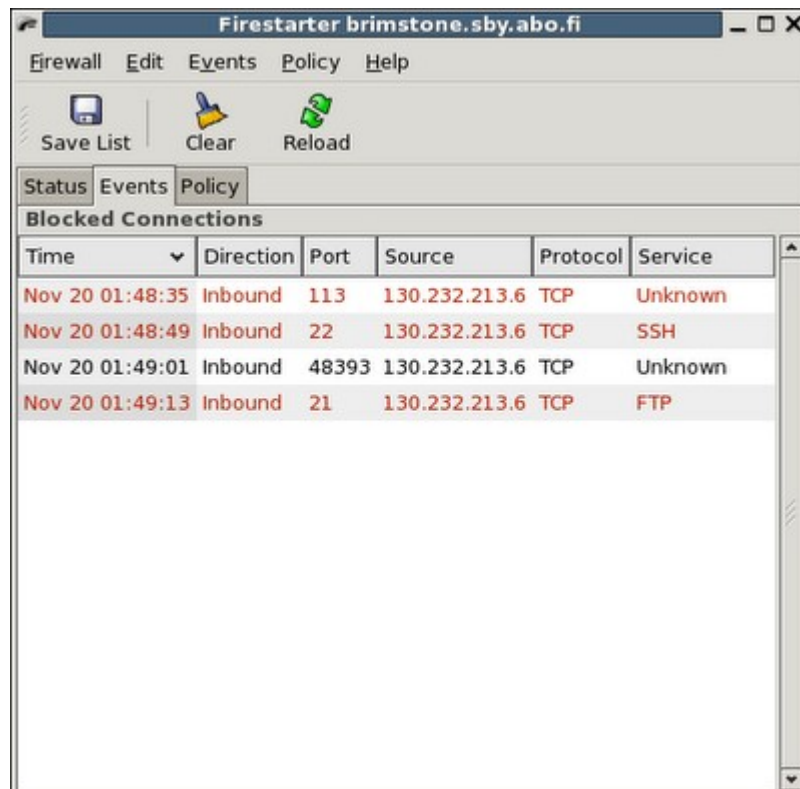 Firestarter brimstone.sby.abo.fi
Firewall Edit Events Policy Help
Save List Clear Reload
Status Events Policy
Blocked Connections
Time Direction Port Source Protocol Service
Nov 20 01:48:35 Inbound 113 130.232.213.6 TCP Unknown
Nov 20 01:48:49 Inbound 22 130.232.213.6 TCP SSH
Nov 20 01:49:01 Inbound 48393 130.232.213.6 TCP Unknown
Nov 20 01:49:13 Inbound 21 130.232.213.6 TCP FTP